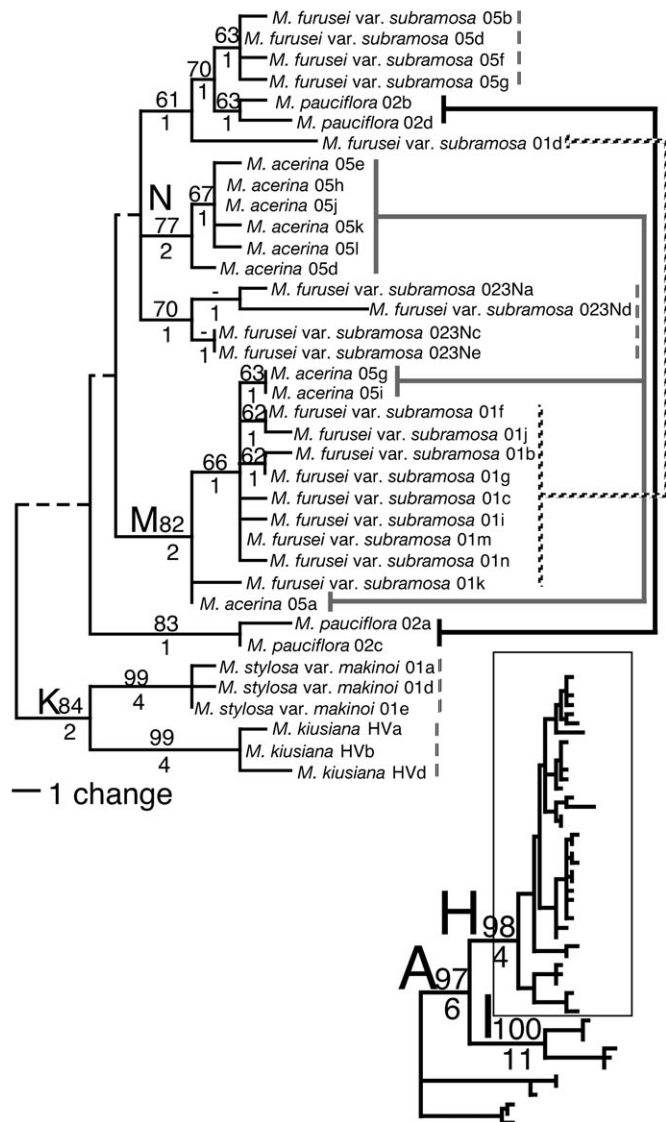 63
M. furusei var. subramosa 05b
M. furusei var. subramosa 05d
70
1
M. furusei var. subramosa 05f
M. furusei var. subramosa 05g
61
1
63
M. pauciflora 02b
1
1
M. pauciflora 02d
M. furusei var. subramosa 01d
N
M. acerina 05e
67
M. acerina 05h
M. acerina 05j
77
1
M. acerina 05k
2
M. acerina 05l
M. acerina 05d
-
M. furusei var. subramosa 023Na
70
1
M. furusei var. subramosa 023Nd
1
-
M. furusei var. subramosa 023Nc
1
M. furusei var. subramosa 023Ne
63
M. acerina 05g
1
M. acerina 05i
62
M. furusei var. subramosa 01f
1
M. furusei var. subramosa 01j
66
62
M. furusei var. subramosa 01b
1
1
M. furusei var. subramosa 01g
M. furusei var. subramosa 01c
M82
M. furusei var. subramosa 01i
2
M. furusei var. subramosa 01m
M. furusei var. subramosa 01n
M. furusei var. subramosa 01k
M. acerina 05a
83
M. pauciflora 02a
1
M. pauciflora 02c
99
M. stylosa var. makinoi 01a
K84
4
M. stylosa var. makinoi 01d
2
M. stylosa var. makinoi 01e
99
M. kiusiana HVa
4
M. kiusiana HVb
M. kiusiana HVd
1 change
H
98
4
A
97
6
I
100
11